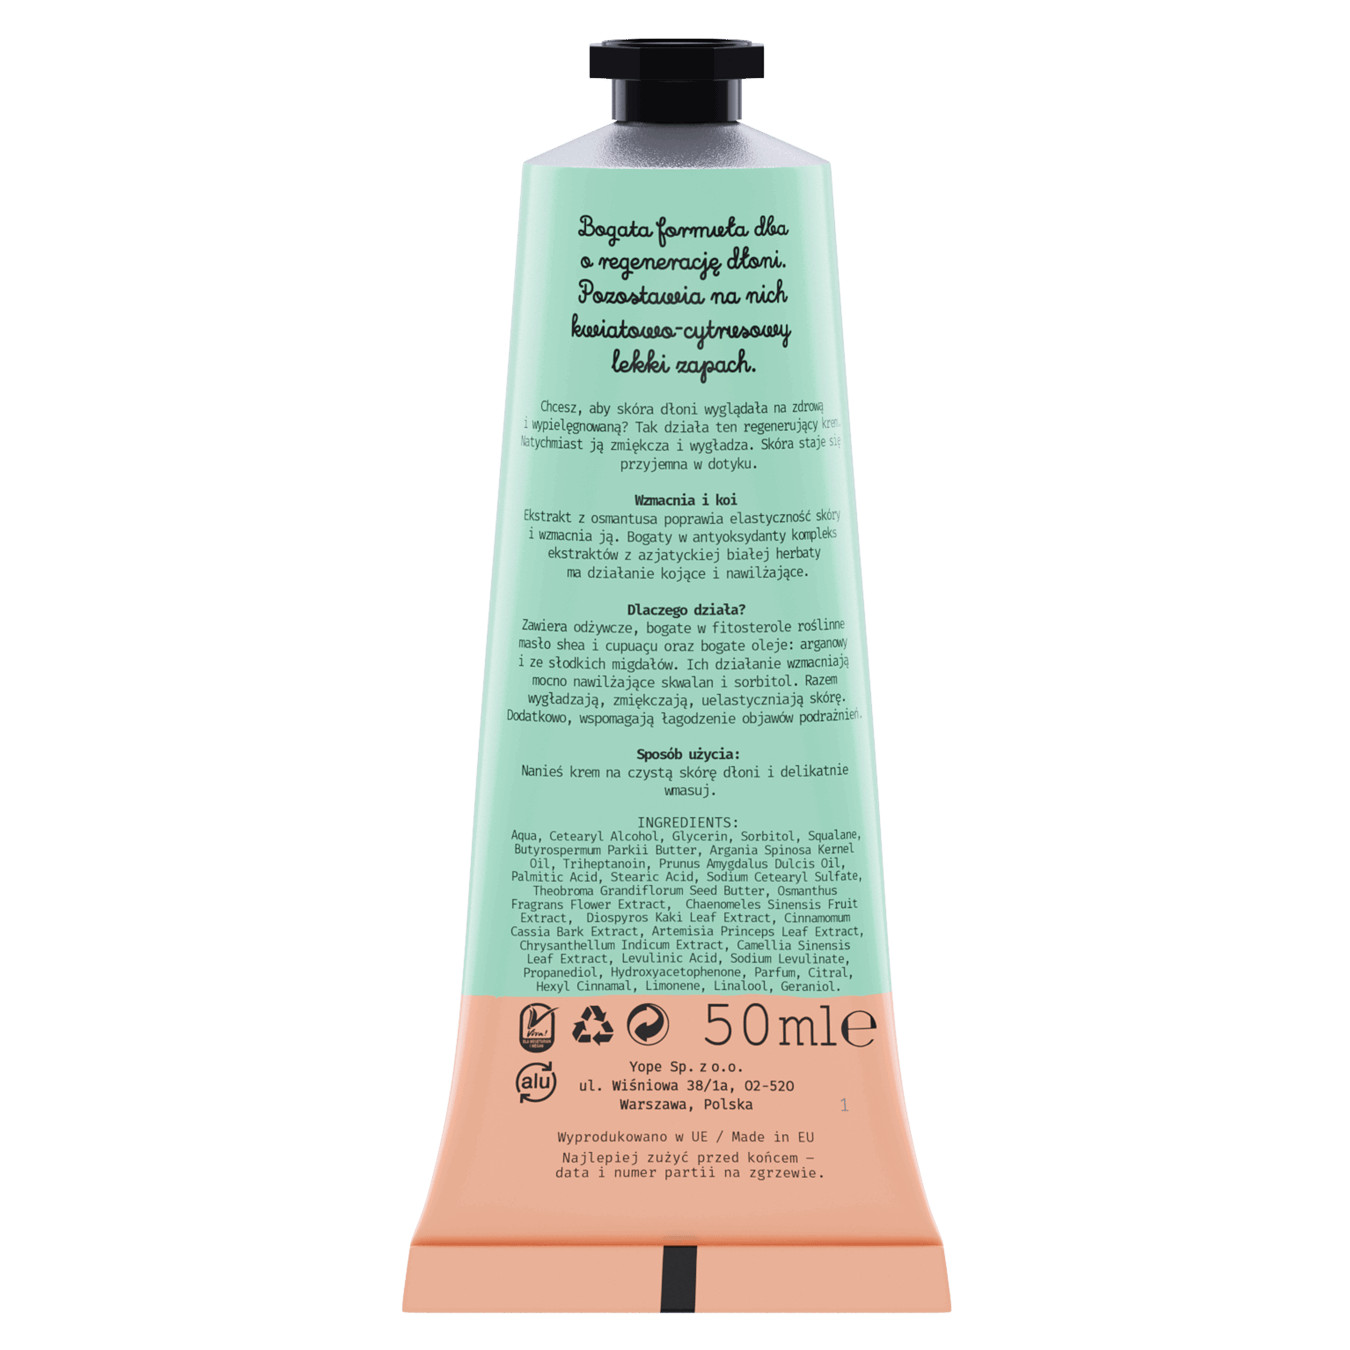 Bogata formuła dba
o regenerację dłoni.
Pozostawia na nich
kwiatowo-cytrusowy
lekki zapach.
Chcesz, aby skóra dłoni wyglądała na zdrową
i wypielęgnowaną? Tak działa ten regenerujący krem.
Natychmiast ją zmiękcza i wygładza. Skóra staje się
przyjemna w dotyku.
Wzmacnia i koi
Ekstrakt z osmantusa poprawia elastyczność skóry
i wzmacnia ją. Bogaty w antyoksydanty kompleks
ekstraktów z azjatyckiej białej herbaty
ma działanie kojące i nawilżające.
Dlaczego działa?
Zawiera odżywcze, bogate w fitosterole roślinne
masło shea i cupuaçu oraz bogate oleje: arganowy
i ze słodkich migdałów. Ich działanie wzmacniają
mocno nawilżające skwalan i sorbitol. Razem
wygładzają, zmiękczają, uelastyczniają skórę.
Dodatkowo, wspomagają łagodzenie objawów podrażnień.
Sposób użycia:
Nanieś krem na czystą skórę dłoni i delikatnie
wmasuj.
INGREDIENTS:
Aqua, Cetearyl Alcohol, Glycerin, Sorbitol, Squalane,
Butyrospermum Parkii Butter, Argania Spinosa Kernel
Oil, Triheptanoin, Prunus Amygdalus Dulcis Oil,
Palmitic Acid, Stearic Acid, Sodium Cetearyl Sulfate,
Theobroma Grandiflorum Seed Butter, Osmanthus
Fragrans Flower Extract, Chaenomeles Sinensis Fruit
Extract, Diospyros Kaki Leaf Extract, Cinnamomum
Cassia Bark Extract, Artemisia Princeps Leaf Extract,
Chrysanthellum Indicum Extract, Camellia Sinensis
Leaf Extract, Levulinic Acid, Sodium Levulinate,
Propanediol, Hydroxyacetophenone, Parfum, Citral,
Hexyl Cinnamal, Limonene, Linalool, Geraniol.
Viva!
50mle
alu
Yope Sp. z o.o.
ul. Wiśniowa 38/1a, 02-520
Warszawa, Polska
1
Wyprodukowano w UE / Made in EU
Najlepiej zużyć przed końcem –
data i numer partii na zgrzewie.